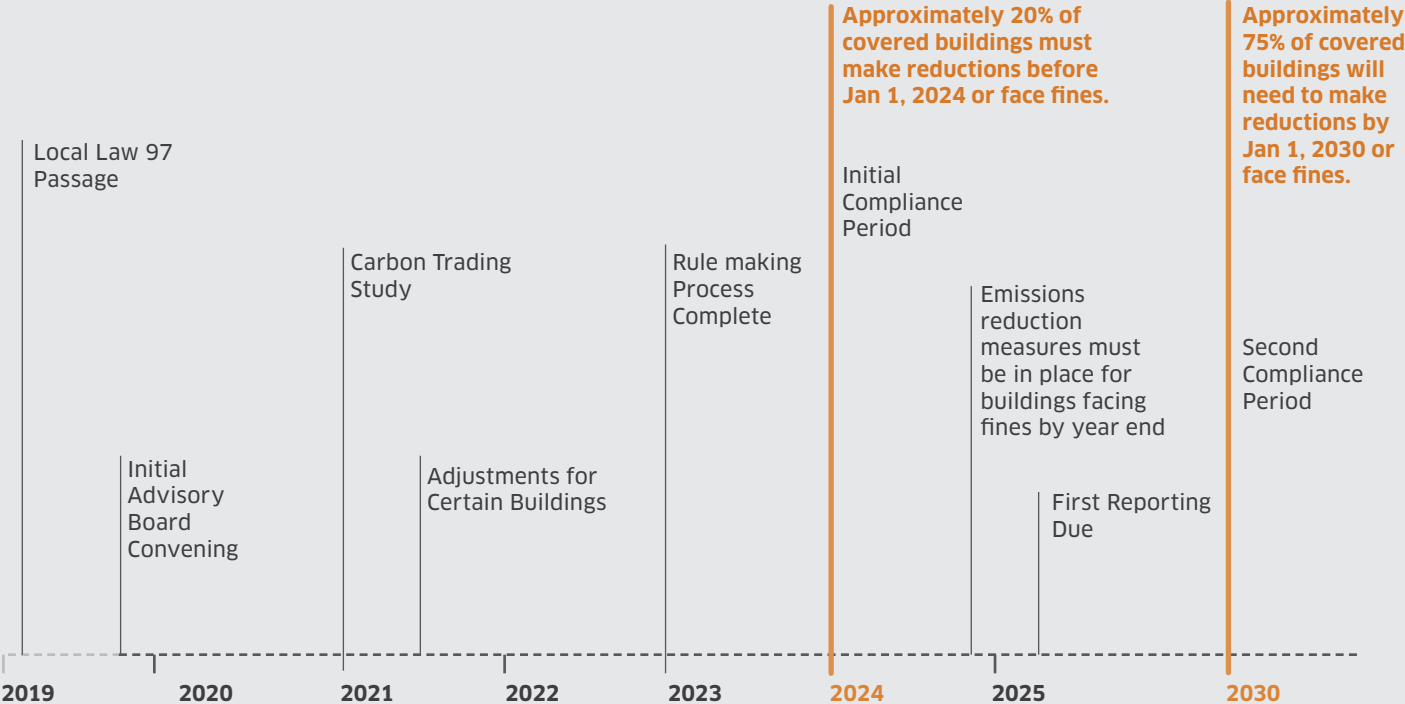 Local Law 97
Passage
Initial
Advisory
Board
Convening
Carbon Trading
Study
Adjustments for
Certain Buildings
Rule making
Process
Complete
Approximately 20% of
covered buildings must
make reductions before
Jan 1, 2024 or face fines.
Initial
Compliance
Period
Emissions
reduction
measures must
be in place for
buildings facing
fines by year end
First Reporting
Due
Approximately
75% of covered
buildings will
need to make
reductions by
Jan 1, 2030 or
face fines.
Second
Compliance
Period
2019
2020
2021
2022
2023
2024
2025
2030